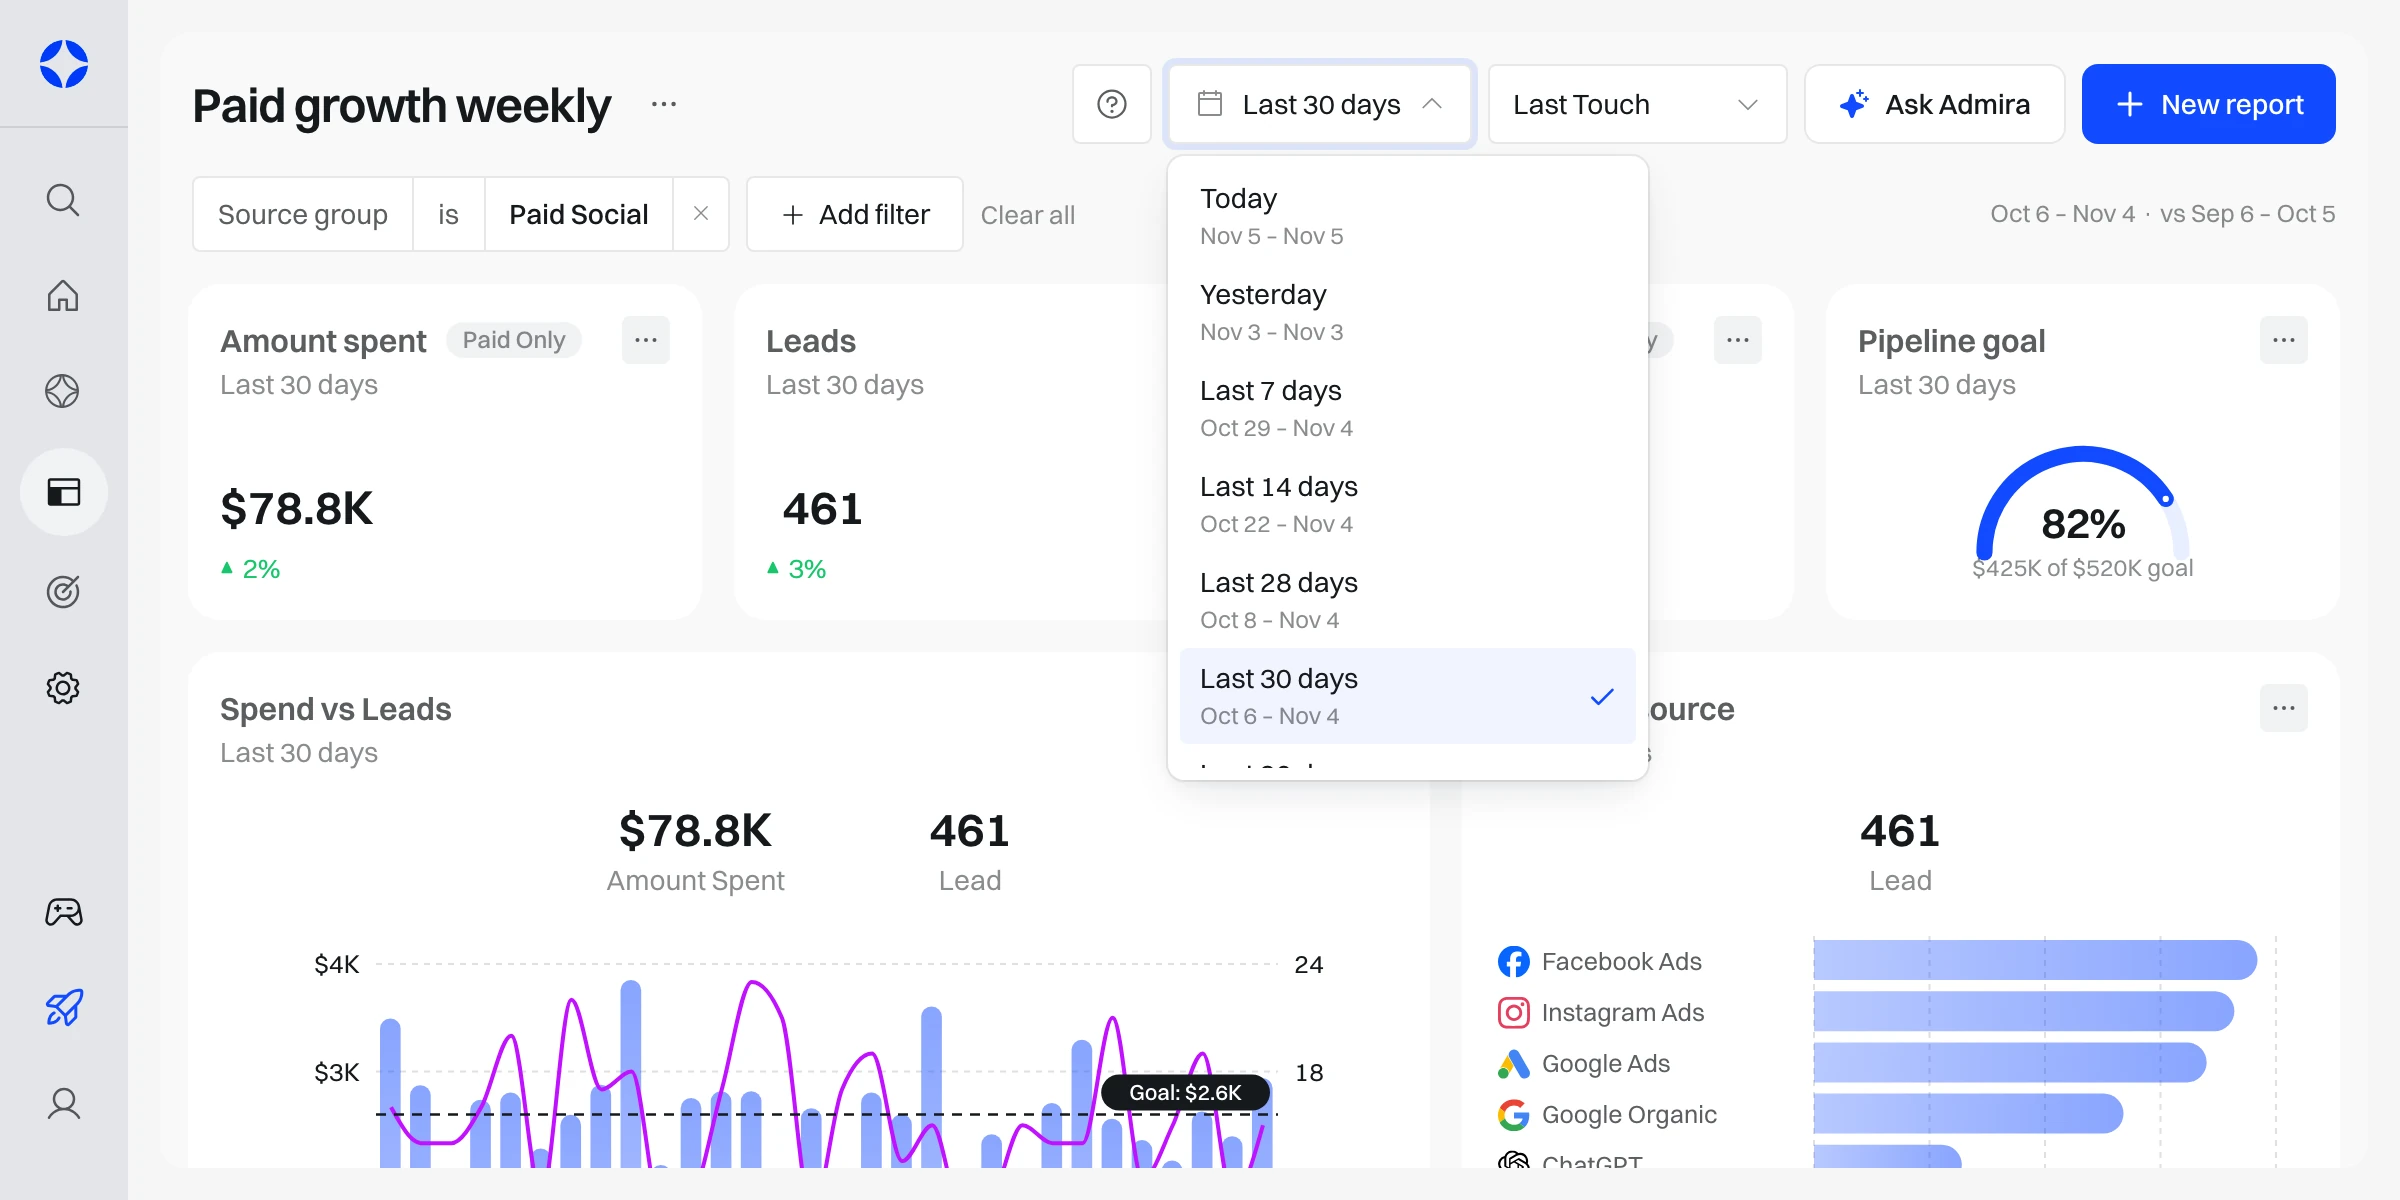 Paid growth weekly
Last 30 days
Last Touch
Ask Admira
New report
Source group is Paid Social
Add filter
Clear all
Oct 6 – Nov 4 · vs Sep 6 – Oct 5
Today
Nov 5 – Nov 5
Yesterday
Nov 3 – Nov 3
Last 7 days
Oct 29 – Nov 4
Last 14 days
Oct 22 – Nov 4
Last 28 days
Oct 8 – Nov 4
Last 30 days
Oct 6 – Nov 4
Amount spent
Paid Only
Last 30 days
$78.8K
2%
Leads
Last 30 days
461
3%
Pipeline goal
Last 30 days
82%
$425K of $520K goal
Spend vs Leads
Last 30 days
$78.8K
Amount Spent
461
Lead
$4K
24
$3K
18
Goal: $2.6K
ource
461
Lead
Facebook Ads
Instagram Ads
Google Ads
Google Organic
ChatGPT